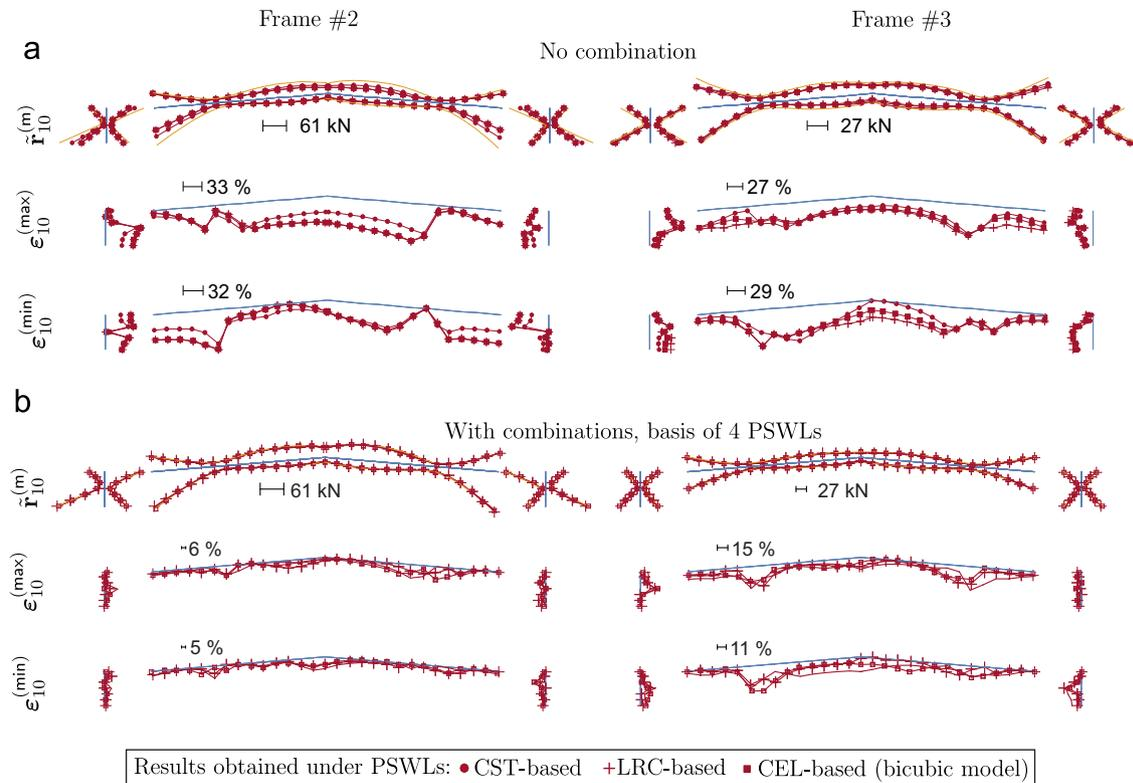 Frame #2 Frame #3
a
No combination
r̃₁₀⁽ᵐ
61 kN 27 kN
ε₁₀⁽ᵐᵃˣ⁾
33 % 27 %
ε₁₀⁽ᵐⁱⁿ⁾
32 % 29 %
b
With combinations, basis of 4 PSWLs
r̃₁₀⁽ᵐ
61 kN 27 kN
ε₁₀⁽ᵐᵃˣ⁾
6 % 15 %
ε₁₀⁽ᵐⁱⁿ⁾
5 % 11 %
Results obtained under PSWLs: CST-based LRC-based CEL-based (bicubic model)